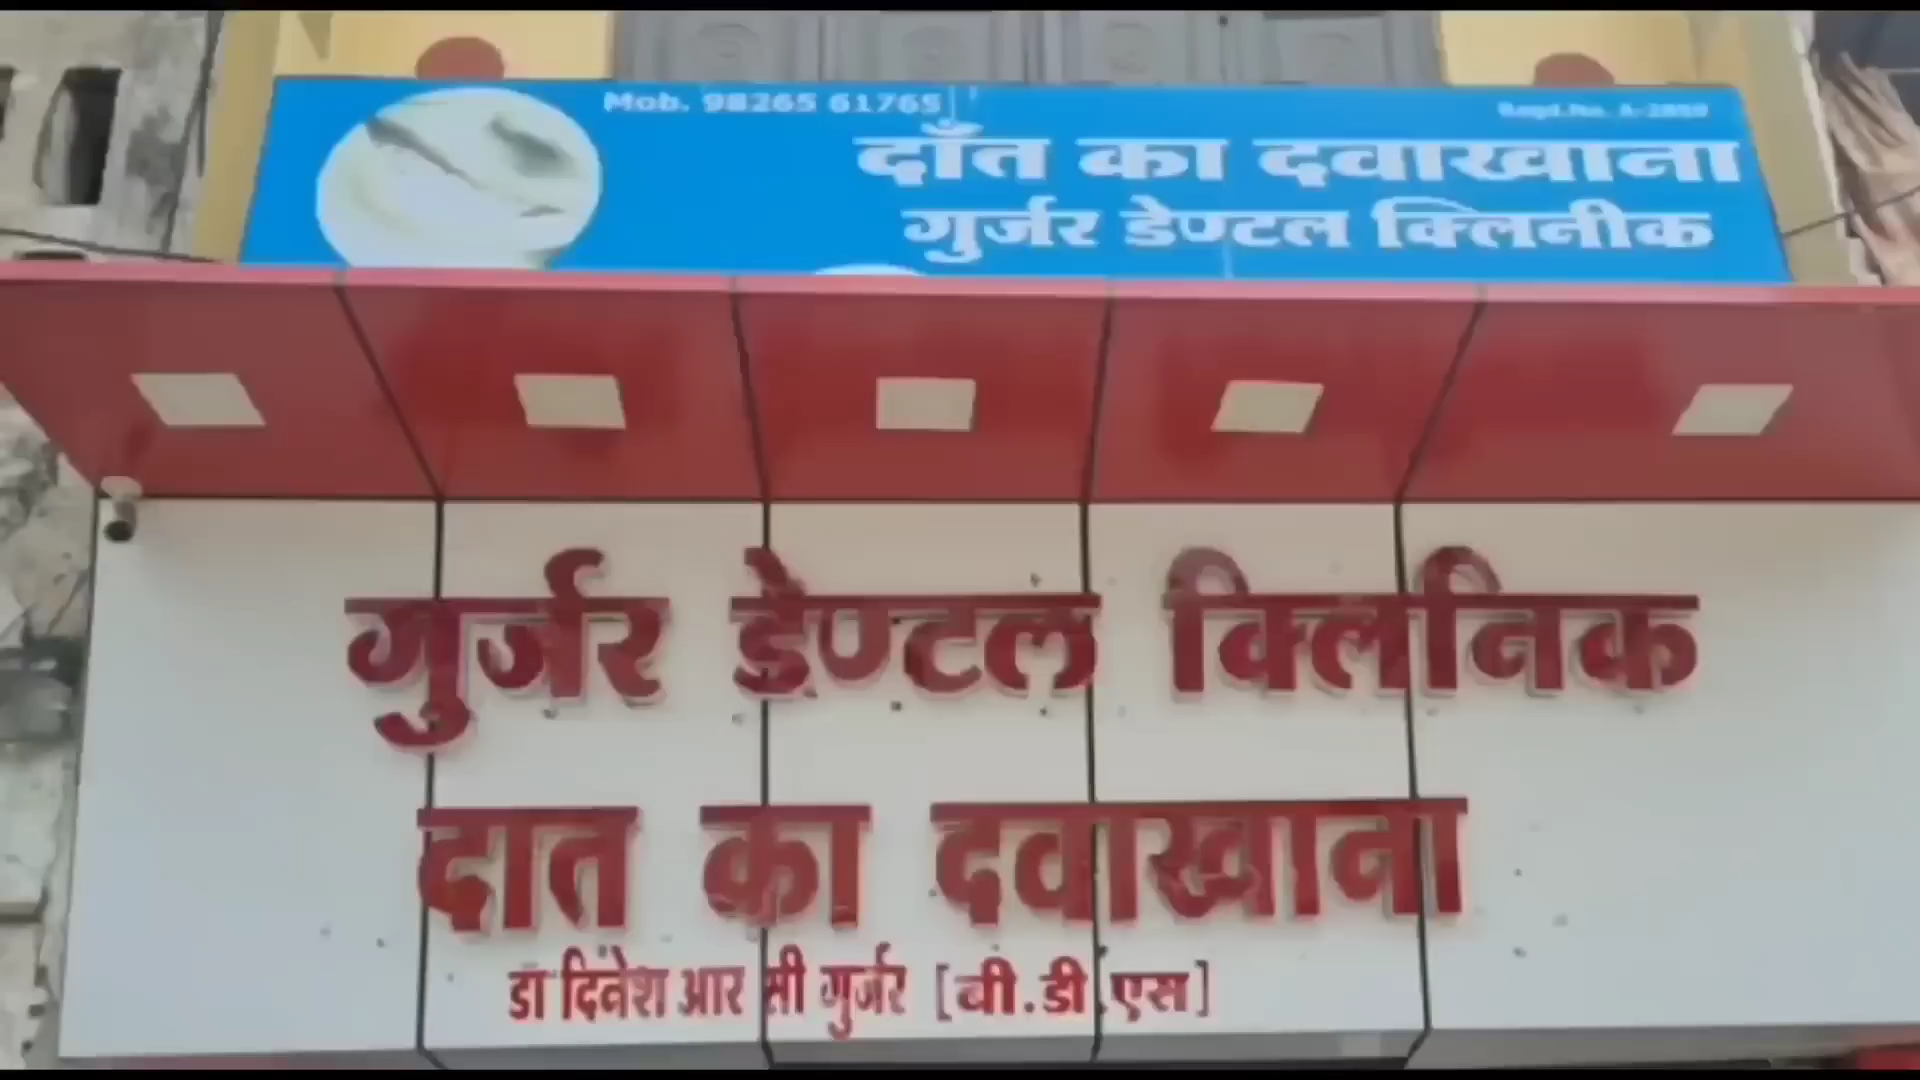 Mob. 98265 61765
दाँत का दवाखाना
गुर्जर डेण्टल क्लिनीक
गुर्जर डेण्टल क्लिनिक
दात का दवाखाना
डा दिनेश आर सी गुर्जर [बी.डी.एस]